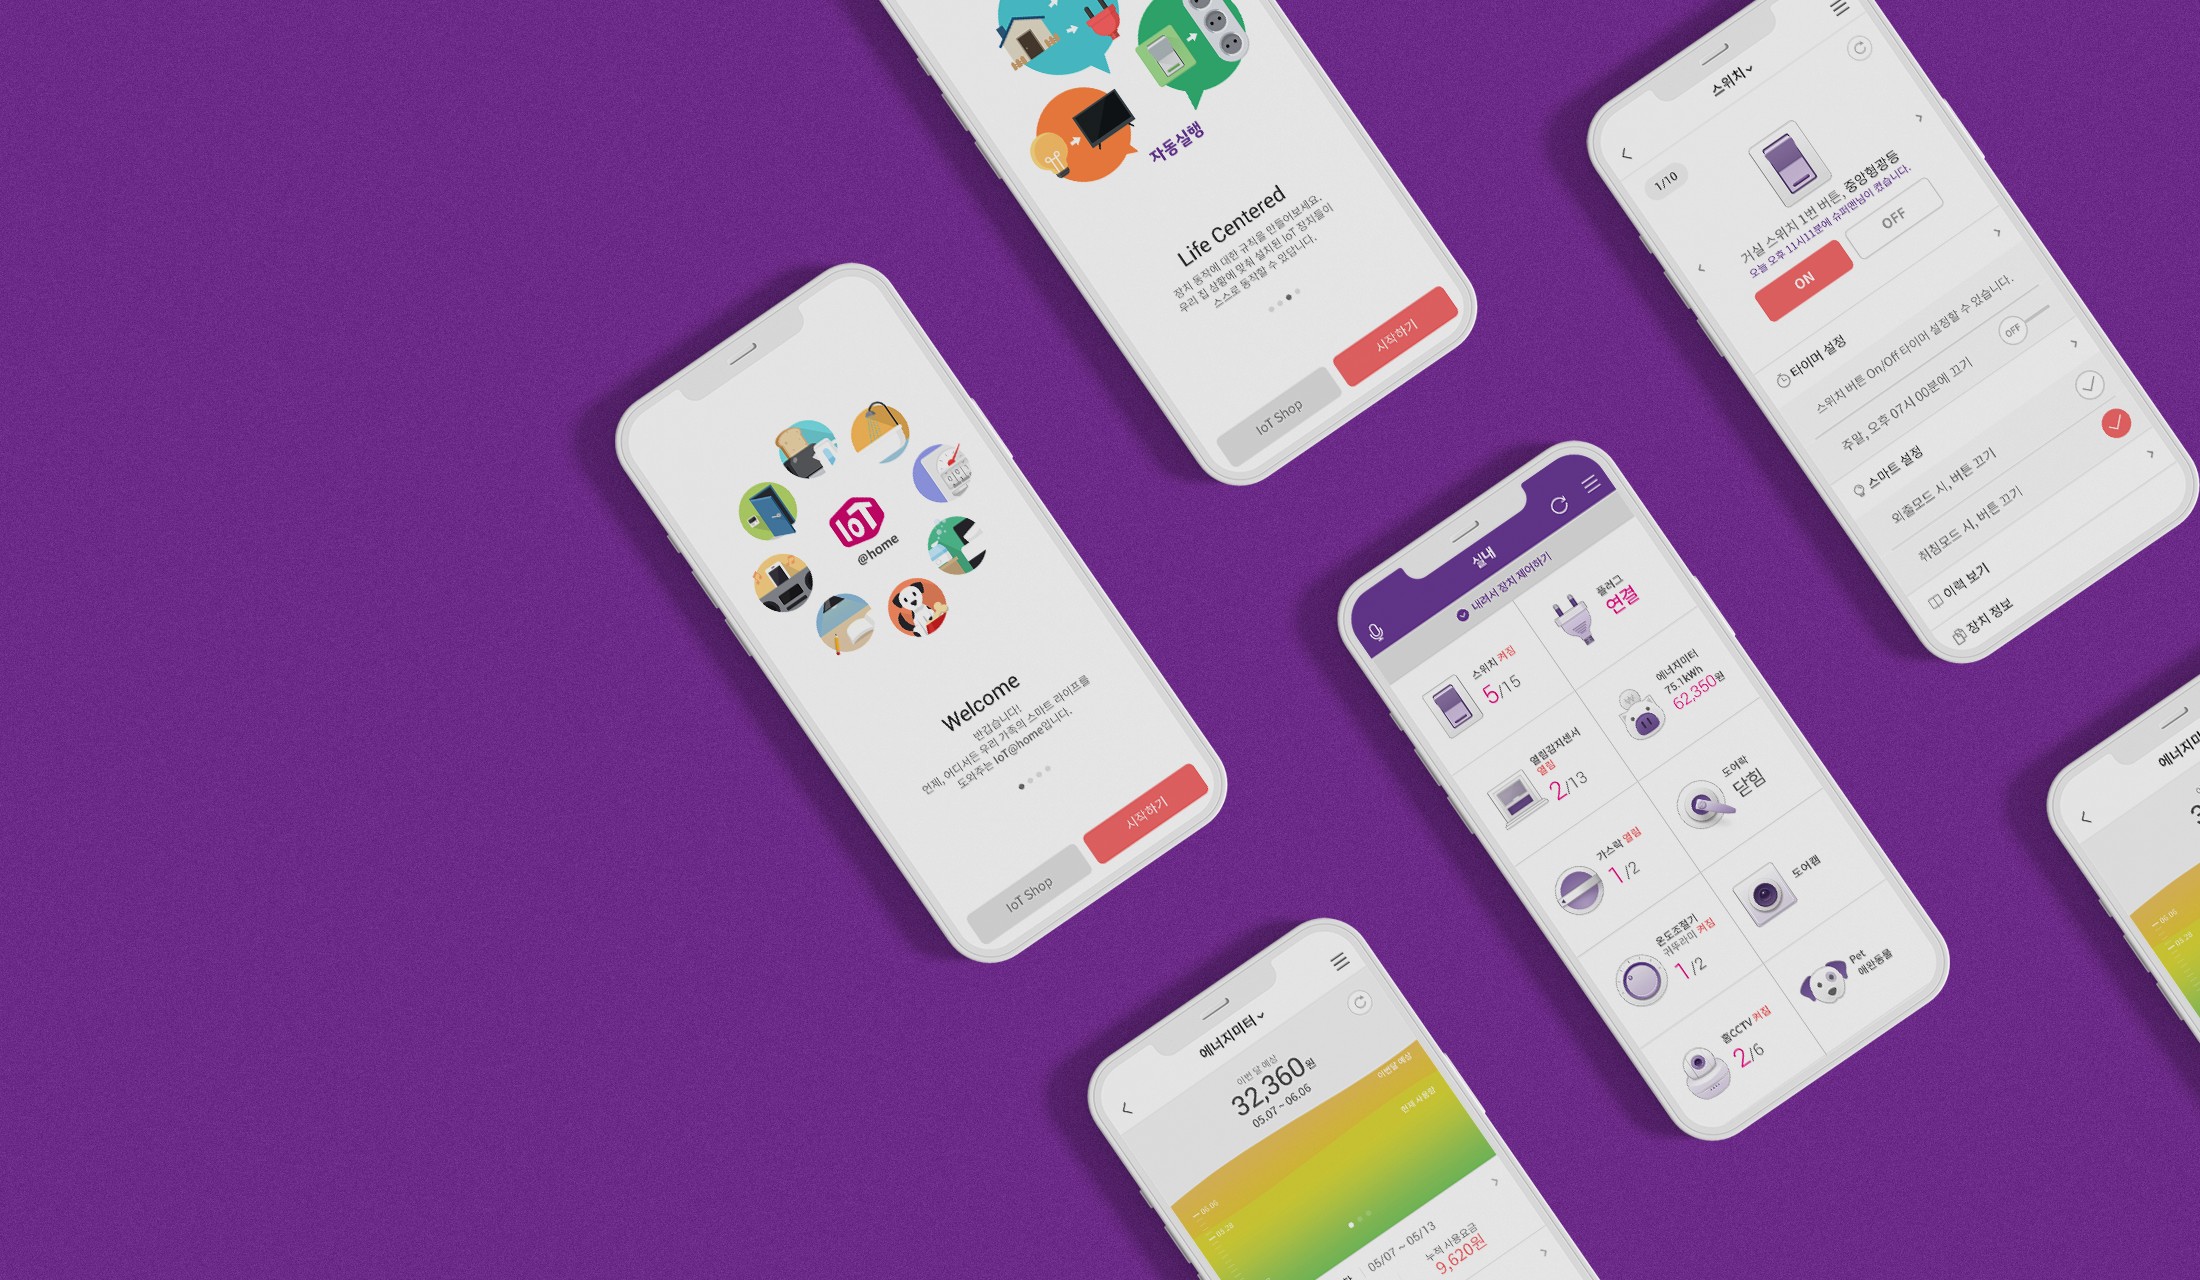 자동실행
Life Centered
장치 동작에 대한 규칙을 만들어보세요.
우리 집 상황에 맞춰 설치된 IoT 장치들이
스스로 동작할 수 있답니다.
IoT Shop
시작하기
스위치
1/10
거실 스위치 1번 버튼, 중앙형광등
오늘 오후 11시11분에 슈퍼맨님이 켰습니다.
ON
OFF
타이머 설정
스위치 버튼 On/Off 타이머 설정할 수 있습니다.
주말, 오후 07시 00분에 끄기
OFF
스마트 설정
외출모드 시, 버튼 끄기
취침모드 시, 버튼 끄기
이력 보기
장치 정보
IoT
@home
Welcome
반갑습니다!
언제, 어디서든 우리 가족의 스마트 라이프를
도와주는 IoT@home입니다.
IoT Shop
시작하기
실내
내려서 장치 제어하기
스위치 켜짐
5/15
플러그
연결
열림감지센서
열림
2/13
에너지미터
75.1kWh
62,350원
가스락 열림
1/2
도어락
닫힘
온도조절기
귀뚜라미 켜짐
1/2
도어캠
홈CCTV 켜짐
2/6
Pet
애완동물
에너지미터
이번 달 예상
32,360원
05.07 ~ 06.06
이번달 예상
현재 사용량
06.06
03.28
05/07 ~ 05/13
누적 사용요금
9,620원
에너지미
3
06.06
03.28